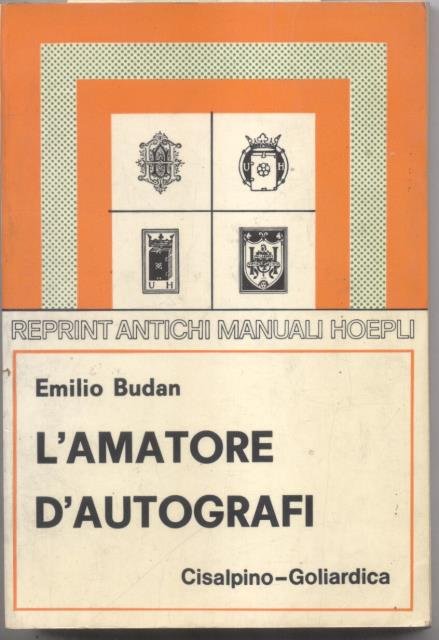 U H
U H
REPRINT ANTICHI MANUALI HOEPLI
Emilio Budan
L'AMATORE
D'AUTOGRAFI
Cisalpino-Goliardica